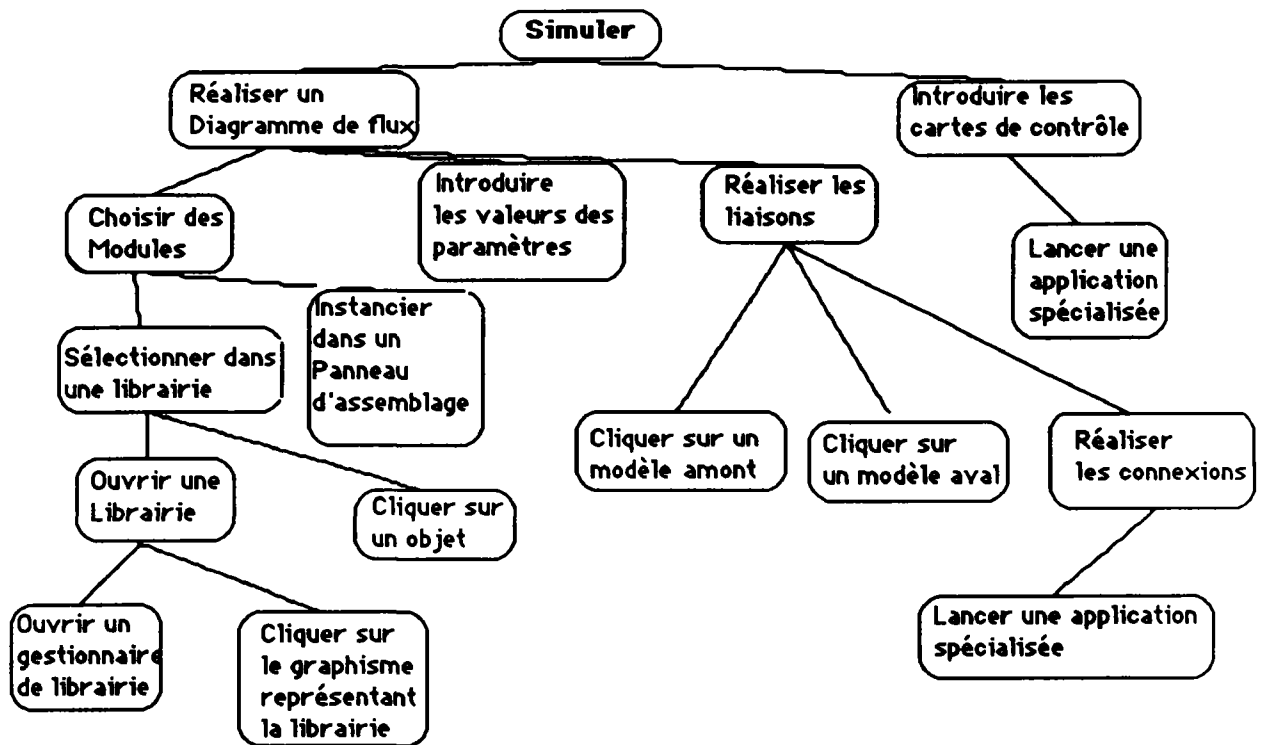 Simuler
Réaliser un
Diagramme de flux
Introduire les
cartes de contrôle
Choisir des
Modules
Introduire
les valeurs des
paramètres
Réaliser les
liaisons
Lancer une
application
spécialisée
Sélectionner dans
une librairie
Instancier
dans un
Panneau
d'assemblage
Cliquer sur un
modèle amont
Cliquer sur
un modèle aval
Réaliser
les connexions
Ouvrir une
Librairie
Cliquer sur
un objet
Ouvrir un
gestionnaire
de librairie
Cliquer sur
le graphisme
représentant
la librairie
Lancer une application
spécialisée